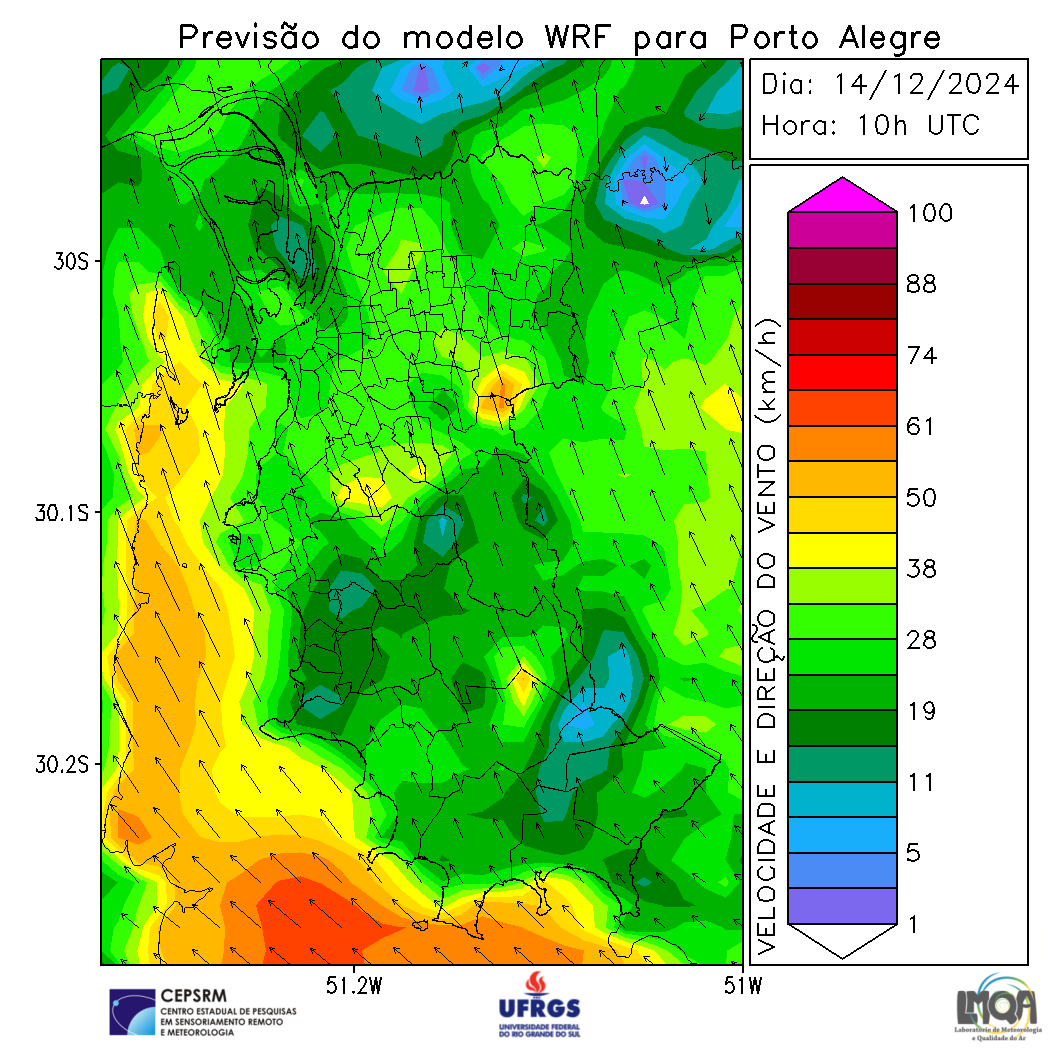 Previsão do modelo WRF para Porto Alegre
Dia: 14/12/2024
Hora: 10h UTC
30S
30.1S
30.2S
51.2W
51W
VELOCIDADE E DIREÇÃO DO VENTO (km/h)
100
88
74
61
50
38
28
19
11
5
1
CEPSRM
CENTRO ESTADUAL DE PESQUISAS
EM SENSORIAMENTO REMOTO
E METEOROLOGIA
UFRGS
UNIVERSIDADE FEDERAL
DO RIO GRANDE DO SUL
LMQA
Laboratório de Meteorologia
e Qualidade do Ar